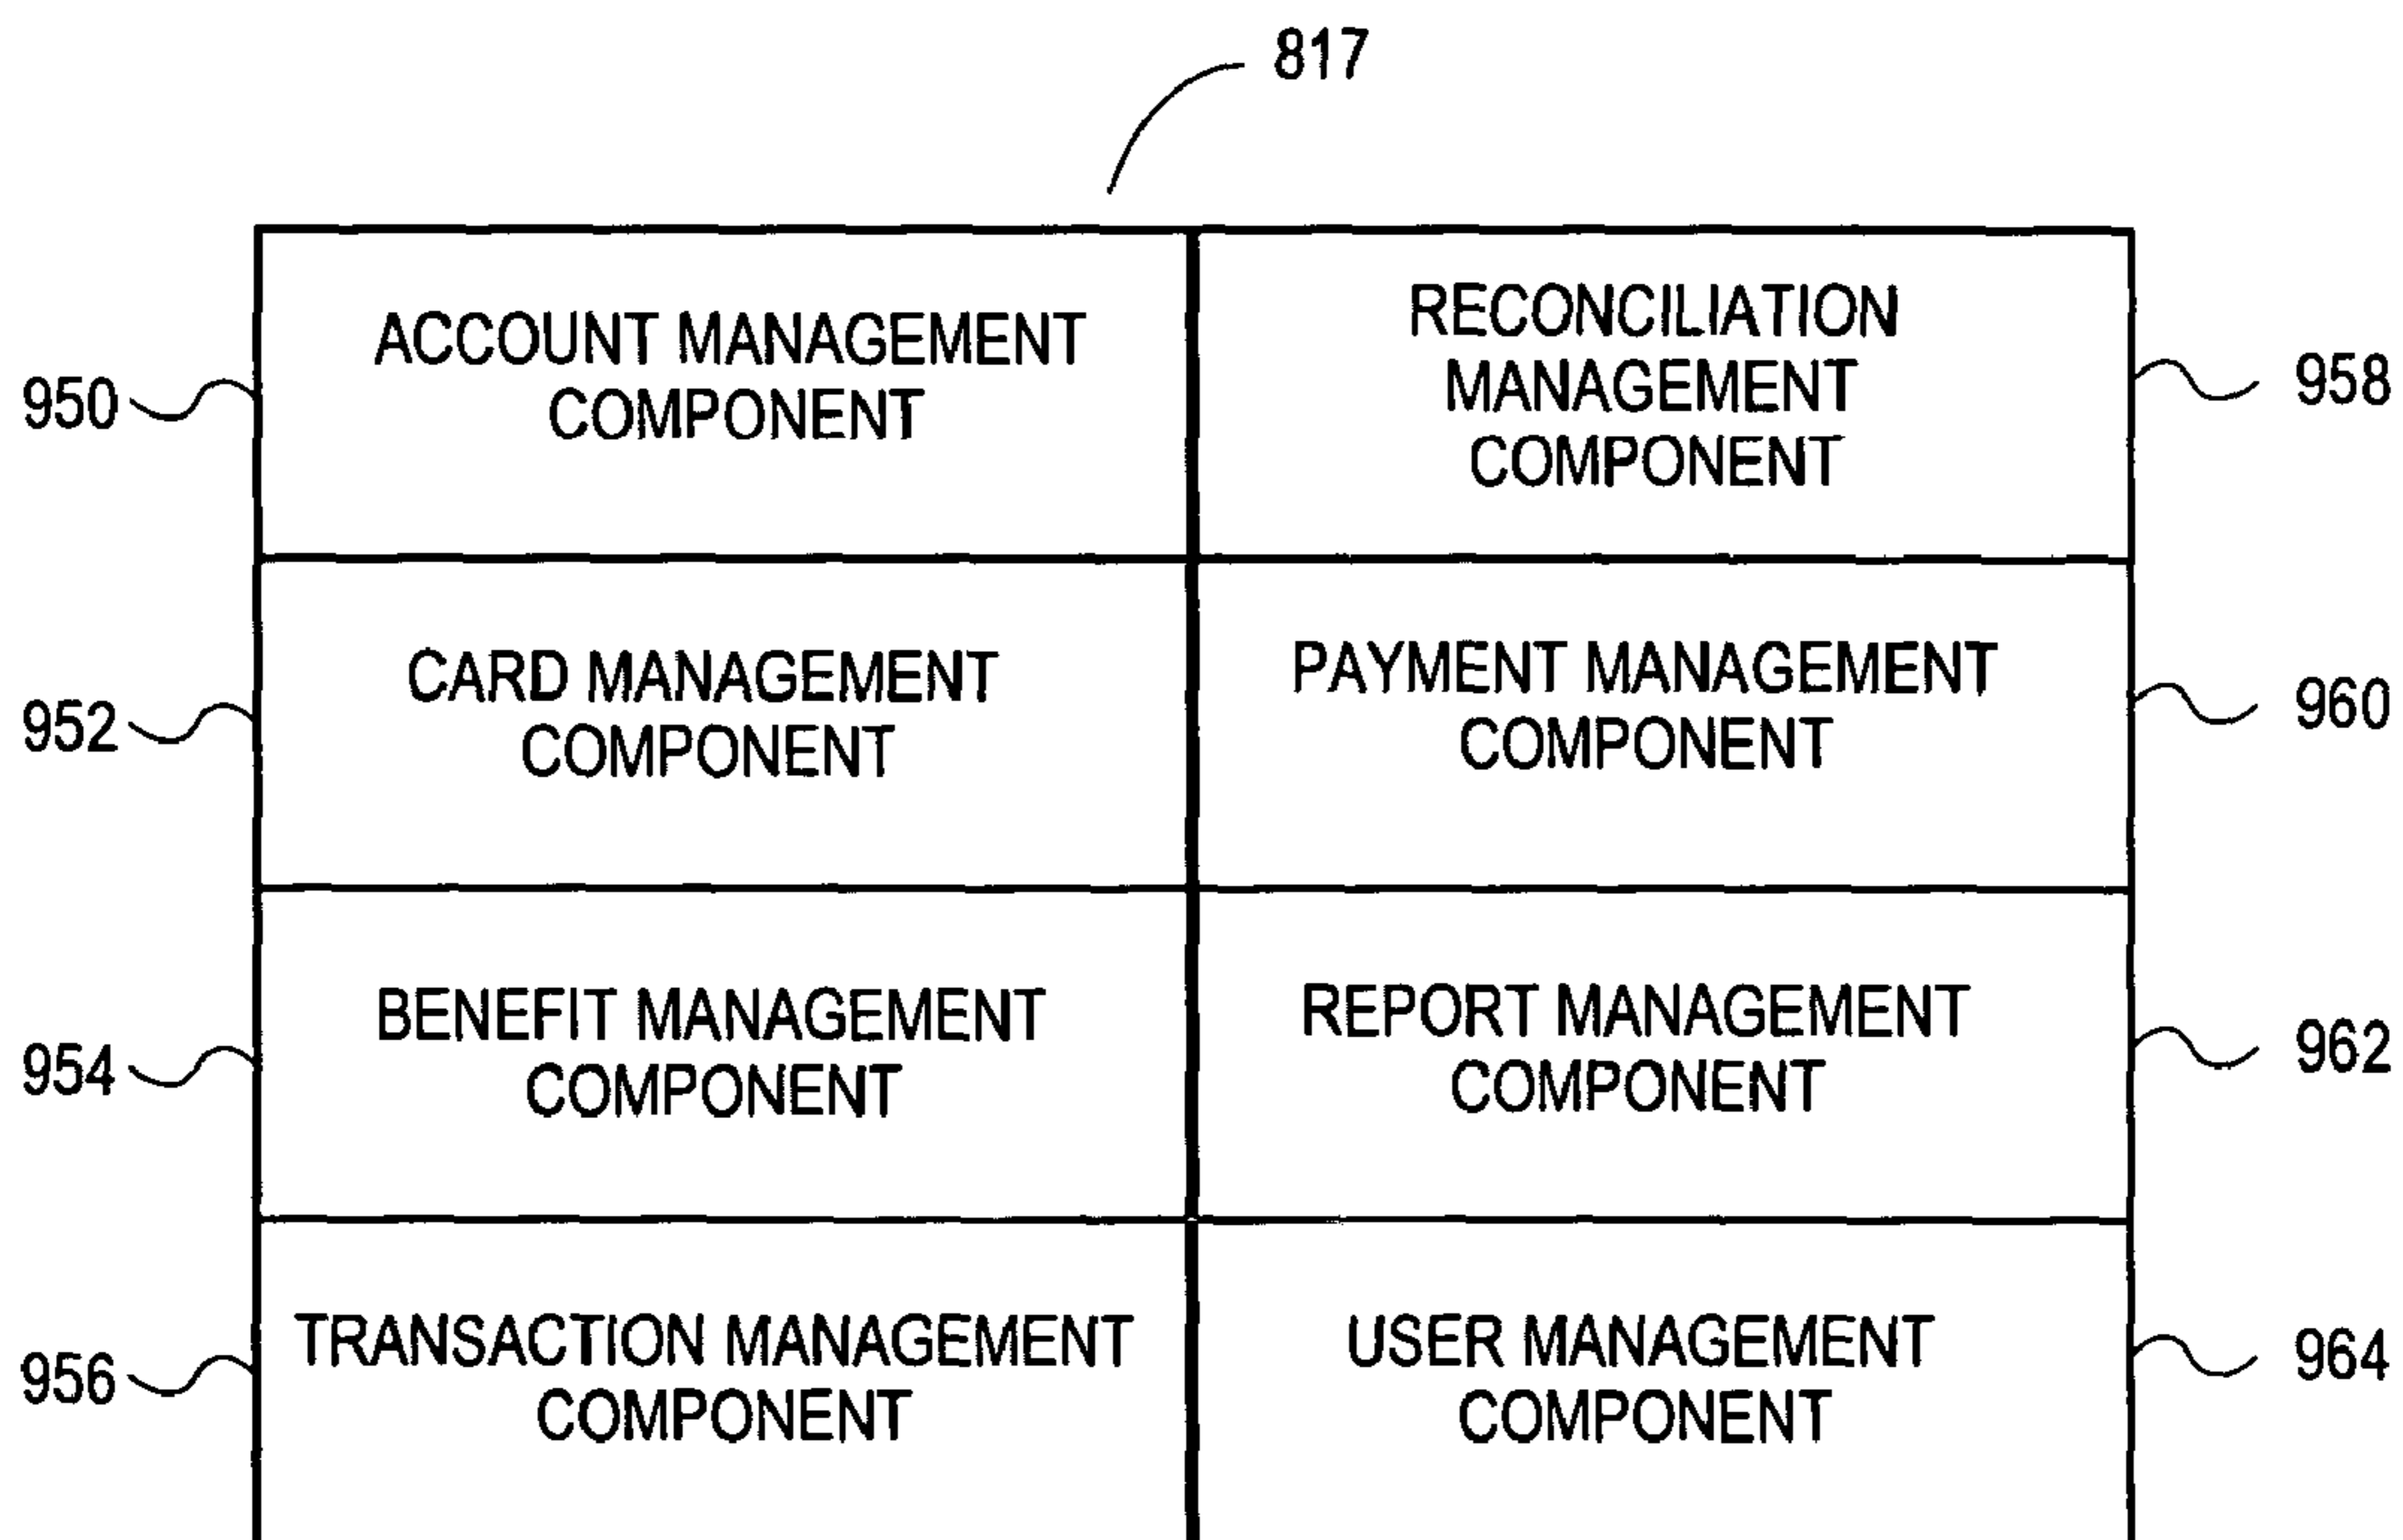 817
950
ACCOUNT MANAGEMENT
COMPONENT
RECONCILIATION
MANAGEMENT
COMPONENT
958
952
CARD MANAGEMENT
COMPONENT
PAYMENT MANAGEMENT
COMPONENT
960
954
BENEFIT MANAGEMENT
COMPONENT
REPORT MANAGEMENT
COMPONENT
962
956
TRANSACTION MANAGEMENT
COMPONENT
USER MANAGEMENT
COMPONENT
964